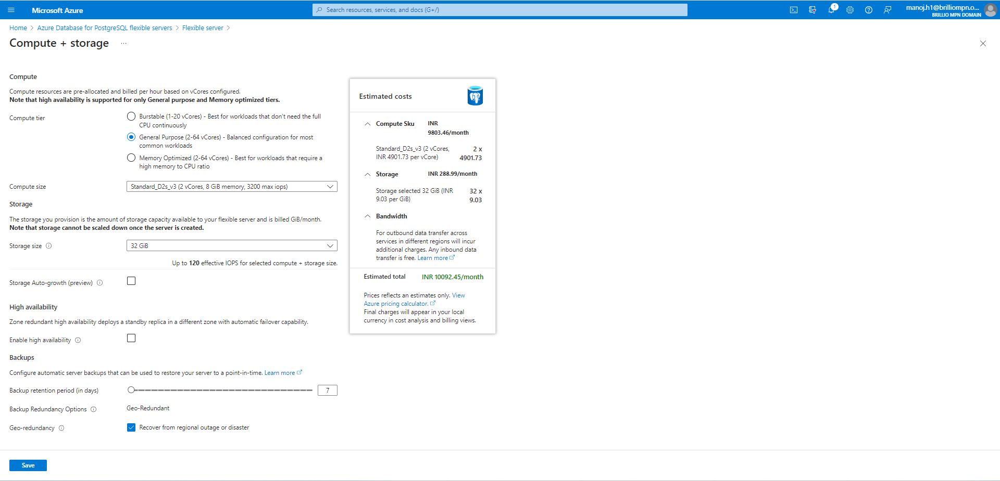 Microsoft Azure
Search resources, services, and docs (G+/)
1
manoj.h1@brilliompn.o...
BRILLIO MPN DOMAIN
Home > Azure Database for PostgreSQL flexible servers > Flexible server >
Compute + storage ...
Compute
Compute resources are pre-allocated and billed per hour based on vCores configured.
Note that high availability is supported for only General purpose and Memory optimized tiers.
Compute tier
Burstable (1-20 vCores) - Best for workloads that don't need the full
CPU continuously
General Purpose (2-64 vCores) - Balanced configuration for most
common workloads
Memory Optimized (2-64 vCores) - Best for workloads that require a
high memory to CPU ratio
Compute size
Standard_D2s_v3 (2 vCores, 8 GiB memory, 3200 max iops)
Storage
The storage you provision is the amount of storage capacity available to your flexible server and is billed GiB/month.
Note that storage cannot be scaled down once the server is created.
Storage size
32 GiB
Up to 120 effective IOPS for selected compute + storage size.
Storage Auto-growth (preview)
High availability
Zone redundant high availability deploys a standby replica in a different zone with automatic failover capability.
Enable high availability
Backups
Configure automatic server backups that can be used to restore your server to a point-in-time. Learn more
Backup retention period (in days)
7
Backup Redundancy Options
Geo-Redundant
Geo-redundancy
Recover from regional outage or disaster
Save
Estimated costs
Compute Sku
INR
9803.46/month
Standard_D2s_v3 (2 vCores,
INR 4901.73 per vCore)
2 x
4901.73
Storage
INR 288.99/month
Storage selected 32 GiB (INR
9.03 per GiB)
32 x
9.03
Bandwidth
For outbound data transfer across
services in different regions will incur
additional charges. Any inbound data
transfer is free. Learn more
Estimated total
INR 10092.45/month
Prices reflects an estimates only. View
Azure pricing calculator.
Final charges will appear in your local
currency in cost analysis and billing views.